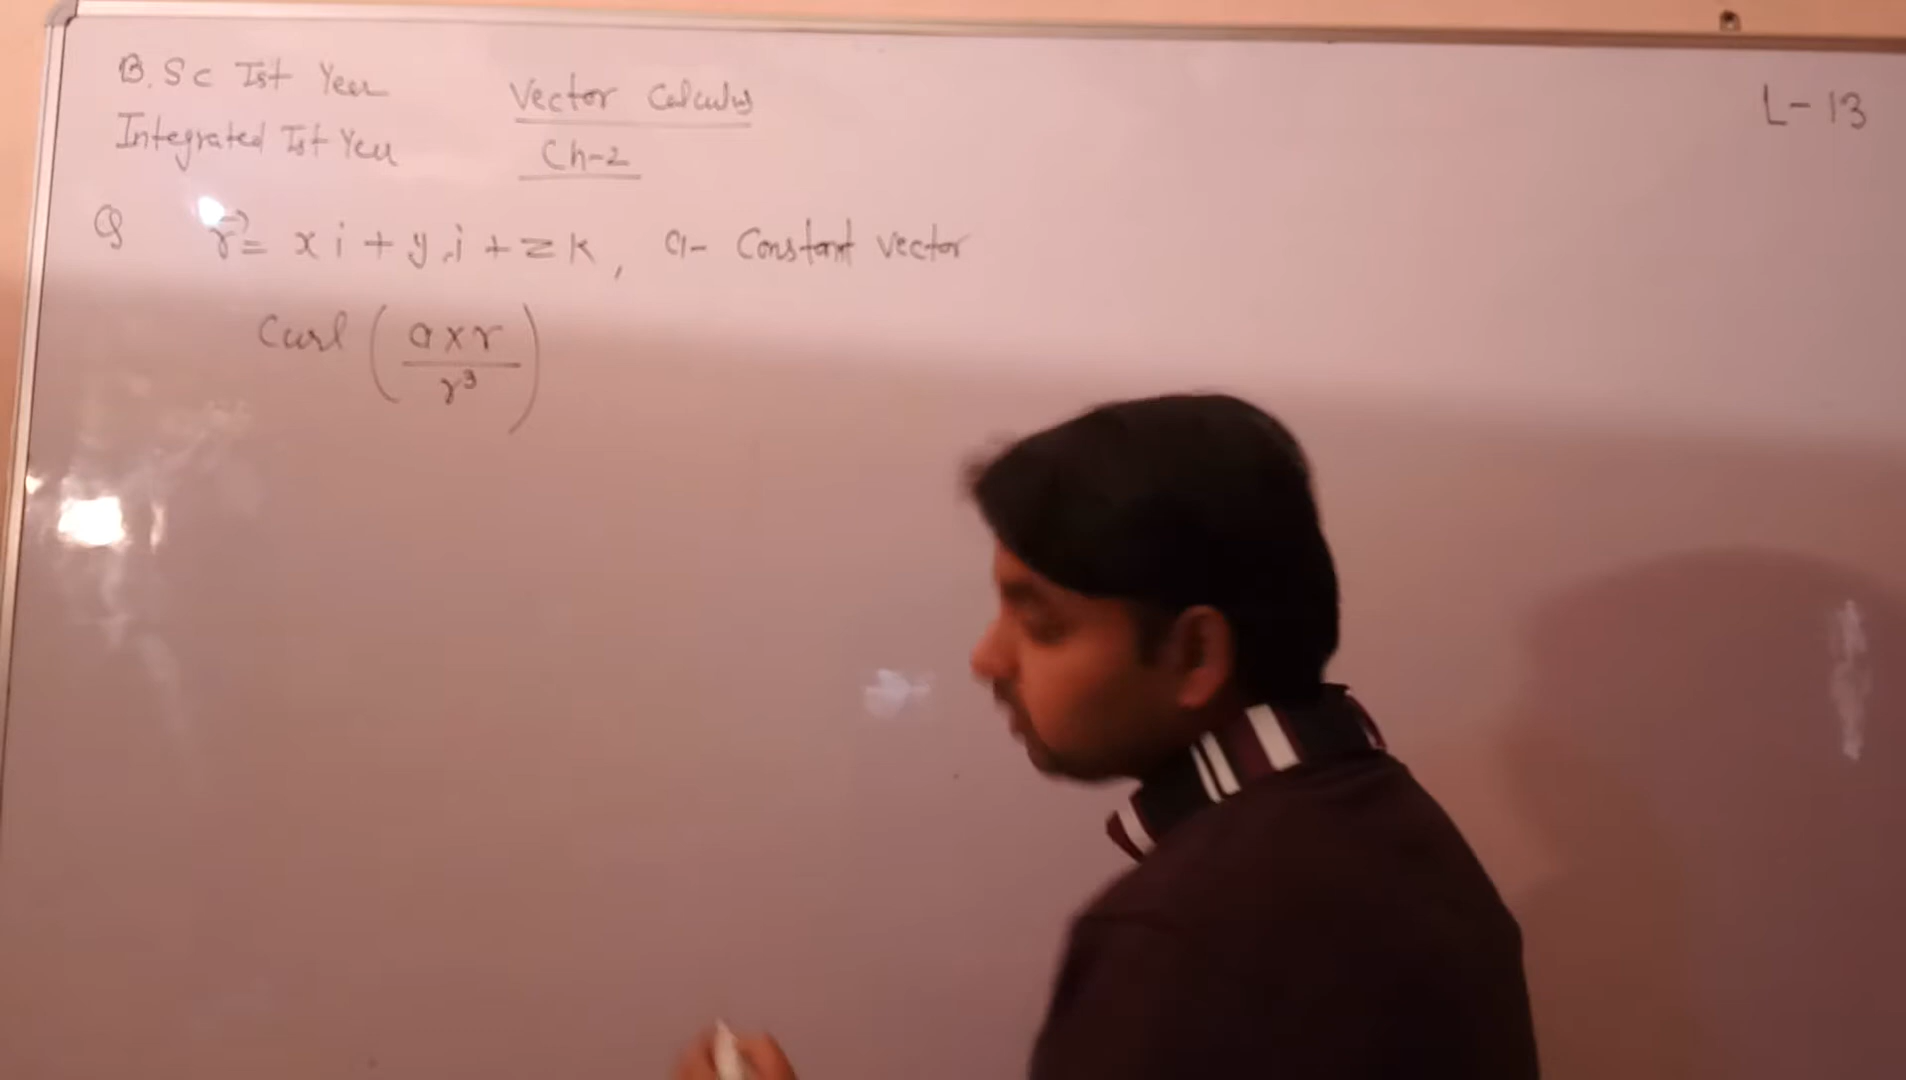 B.Sc Ist Year
Integrated Ist Year
Vector Calculus
Ch-2
L-13
Q r⃗ = x i + y j + z k, a - Constant vector
Curl ( a x r / r³ )